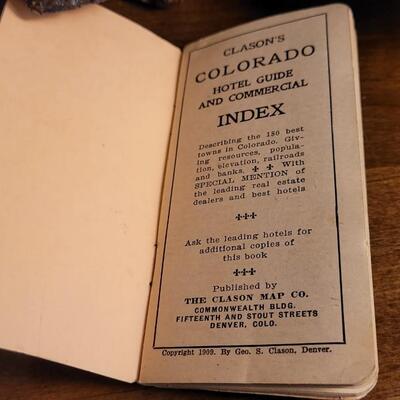 CLASON'S
COLORADO
HOTEL GUIDE
AND COMMERCIAL
INDEX
Describing the 150 best
towns in Colorado. Giv-
ing resources, popula-
tion, elevation, railroads
and banks. ✢ ✢ With
SPECIAL MENTION of
the leading real estate
dealers and best hotels
✢✢✢
Ask the leading hotels for
additional copies of
this book
✢✢✢
Published by
THE CLASON MAP CO.
COMMONWEALTH BLDG.
FIFTEENTH AND STOUT STREETS
DENVER, COLO.
Copyright 1909. By Geo. S. Clason, Denver.